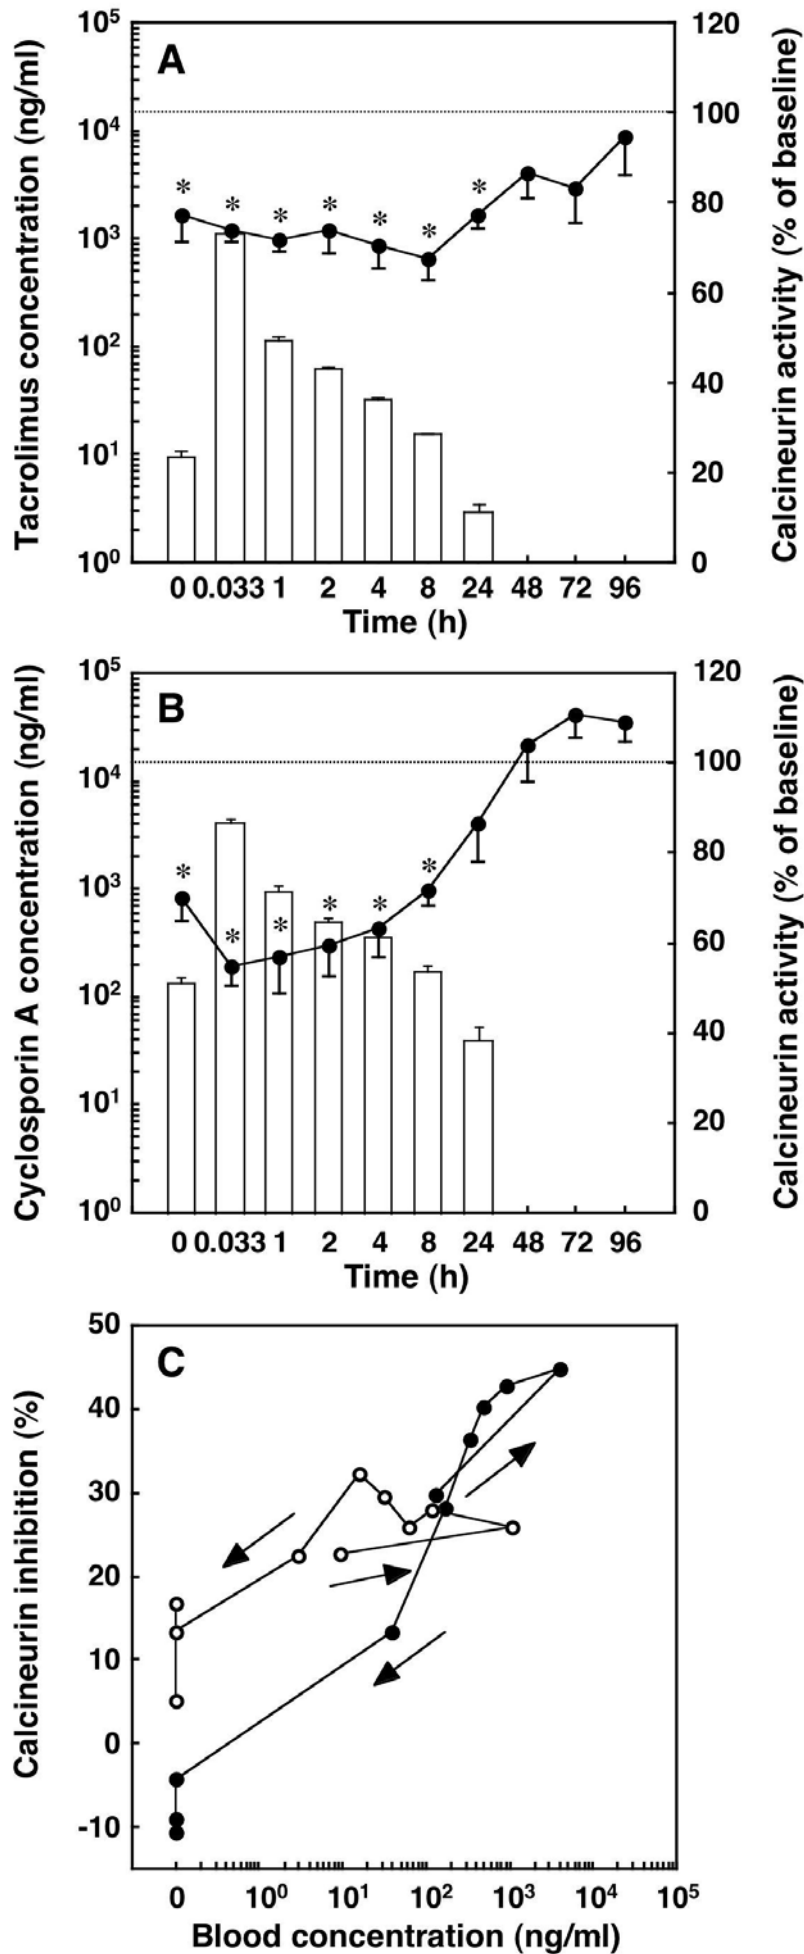 A
Tacrolimus concentration (ng/ml)
Calcineurin activity (% of baseline)
10⁵
10⁴
10³
10²
10¹
10⁰
120
100
80
60
40
20
0
* * * * * * *
0 0.033 1 2 4 8 24 48 72 96
Time (h)
B
Cyclosporin A concentration (ng/ml)
Calcineurin activity (% of baseline)
10⁵
10⁴
10³
10²
10¹
10⁰
120
100
80
60
40
20
0
* * * * * *
0 0.033 1 2 4 8 24 48 72 96
Time (h)
C
Calcineurin inhibition (%)
50
40
30
20
10
0
-10
0 10⁰ 10¹ 10² 10³ 10⁴ 10⁵
Blood concentration (ng/ml)